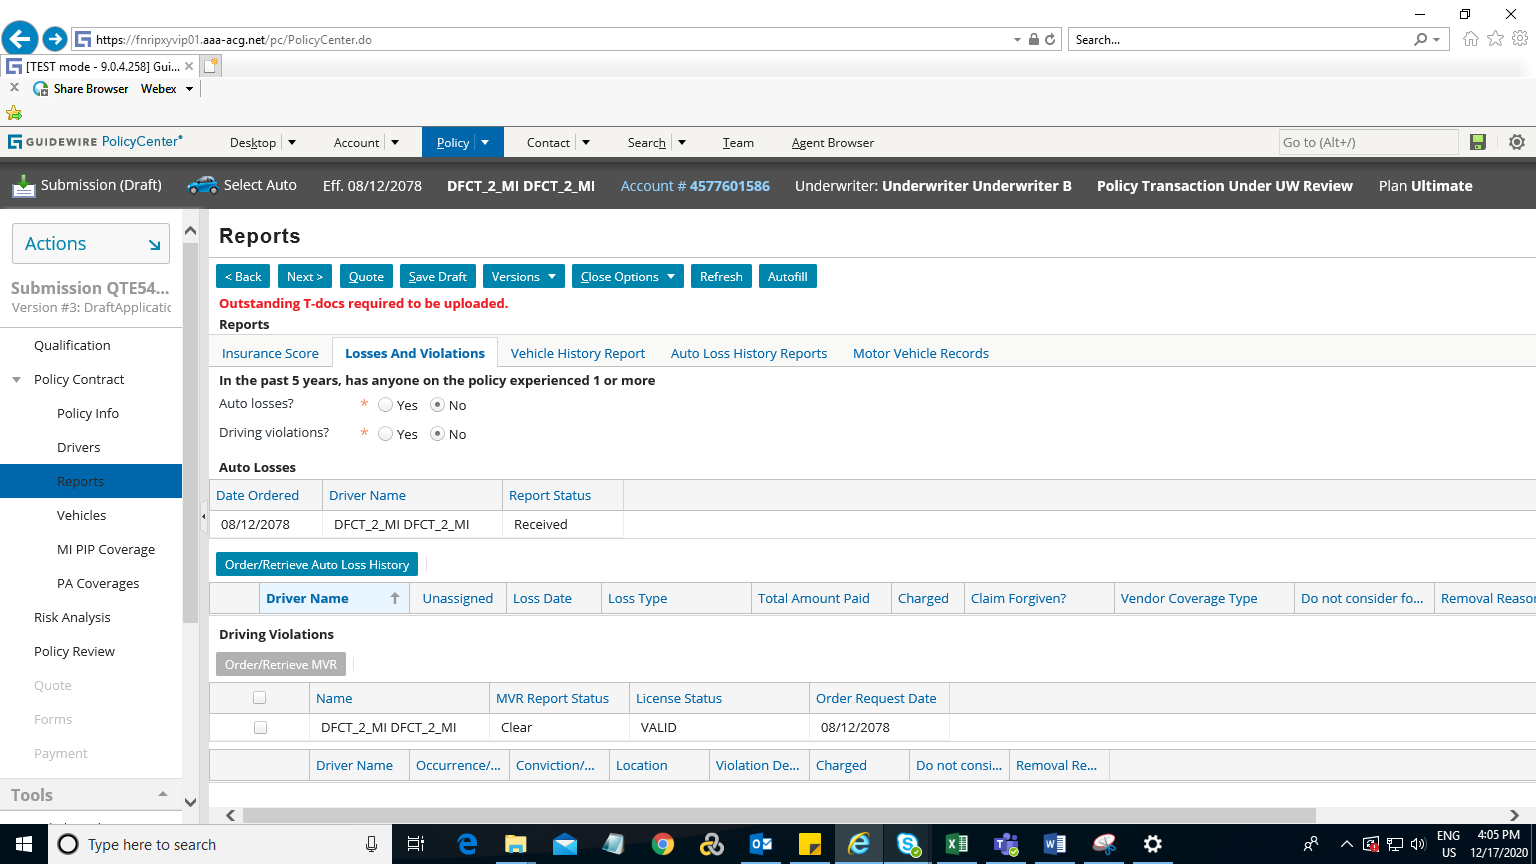 https://fnripxyvip01.aaa-acg.net/pc/PolicyCenter.do
Search...
[TEST mode - 9.0.4.258] Gui...
Share Browser Webex
GUIDEWIRE PolicyCenter®
Desktop Account Policy Contact Search Team Agent Browser
Go to (Alt+/)
Submission (Draft) Select Auto Eff. 08/12/2078 DFCT_2_MI DFCT_2_MI Account # 4577601586 Underwriter: Underwriter Underwriter B Policy Transaction Under UW Review Plan Ultimate
Actions
Submission QTE54...
Version #3: DraftApplicatic
Qualification
Policy Contract
Policy Info
Drivers
Reports
Vehicles
MI PIP Coverage
PA Coverages
Risk Analysis
Policy Review
Quote
Forms
Payment
Tools
Reports
< Back Next > Quote Save Draft Versions Close Options Refresh Autofill
Outstanding T-docs required to be uploaded.
Reports
Insurance Score Losses And Violations Vehicle History Report Auto Loss History Reports Motor Vehicle Records
In the past 5 years, has anyone on the policy experienced 1 or more
Auto losses? * Yes No
Driving violations? * Yes No
Auto Losses
Date Ordered Driver Name Report Status
08/12/2078 DFCT_2_MI DFCT_2_MI Received
Order/Retrieve Auto Loss History
Driver Name Unassigned Loss Date Loss Type Total Amount Paid Charged Claim Forgiven? Vendor Coverage Type Do not consider fo... Removal Reason
Driving Violations
Order/Retrieve MVR
Name MVR Report Status License Status Order Request Date
DFCT_2_MI DFCT_2_MI Clear VALID 08/12/2078
Driver Name Occurrence/... Conviction/... Location Violation De... Charged Do not consi... Removal Re...
Type here to search
ENG
US
4:05 PM
12/17/2020